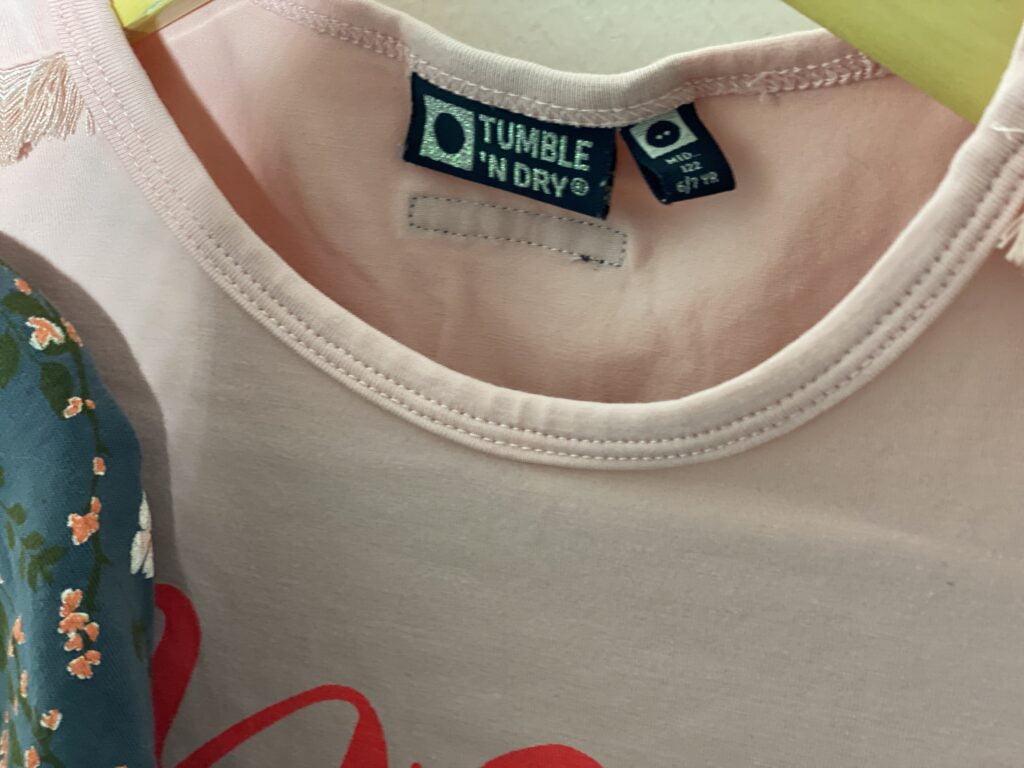 TUMBLE
'N DRY®
MID
122
6/7 YR